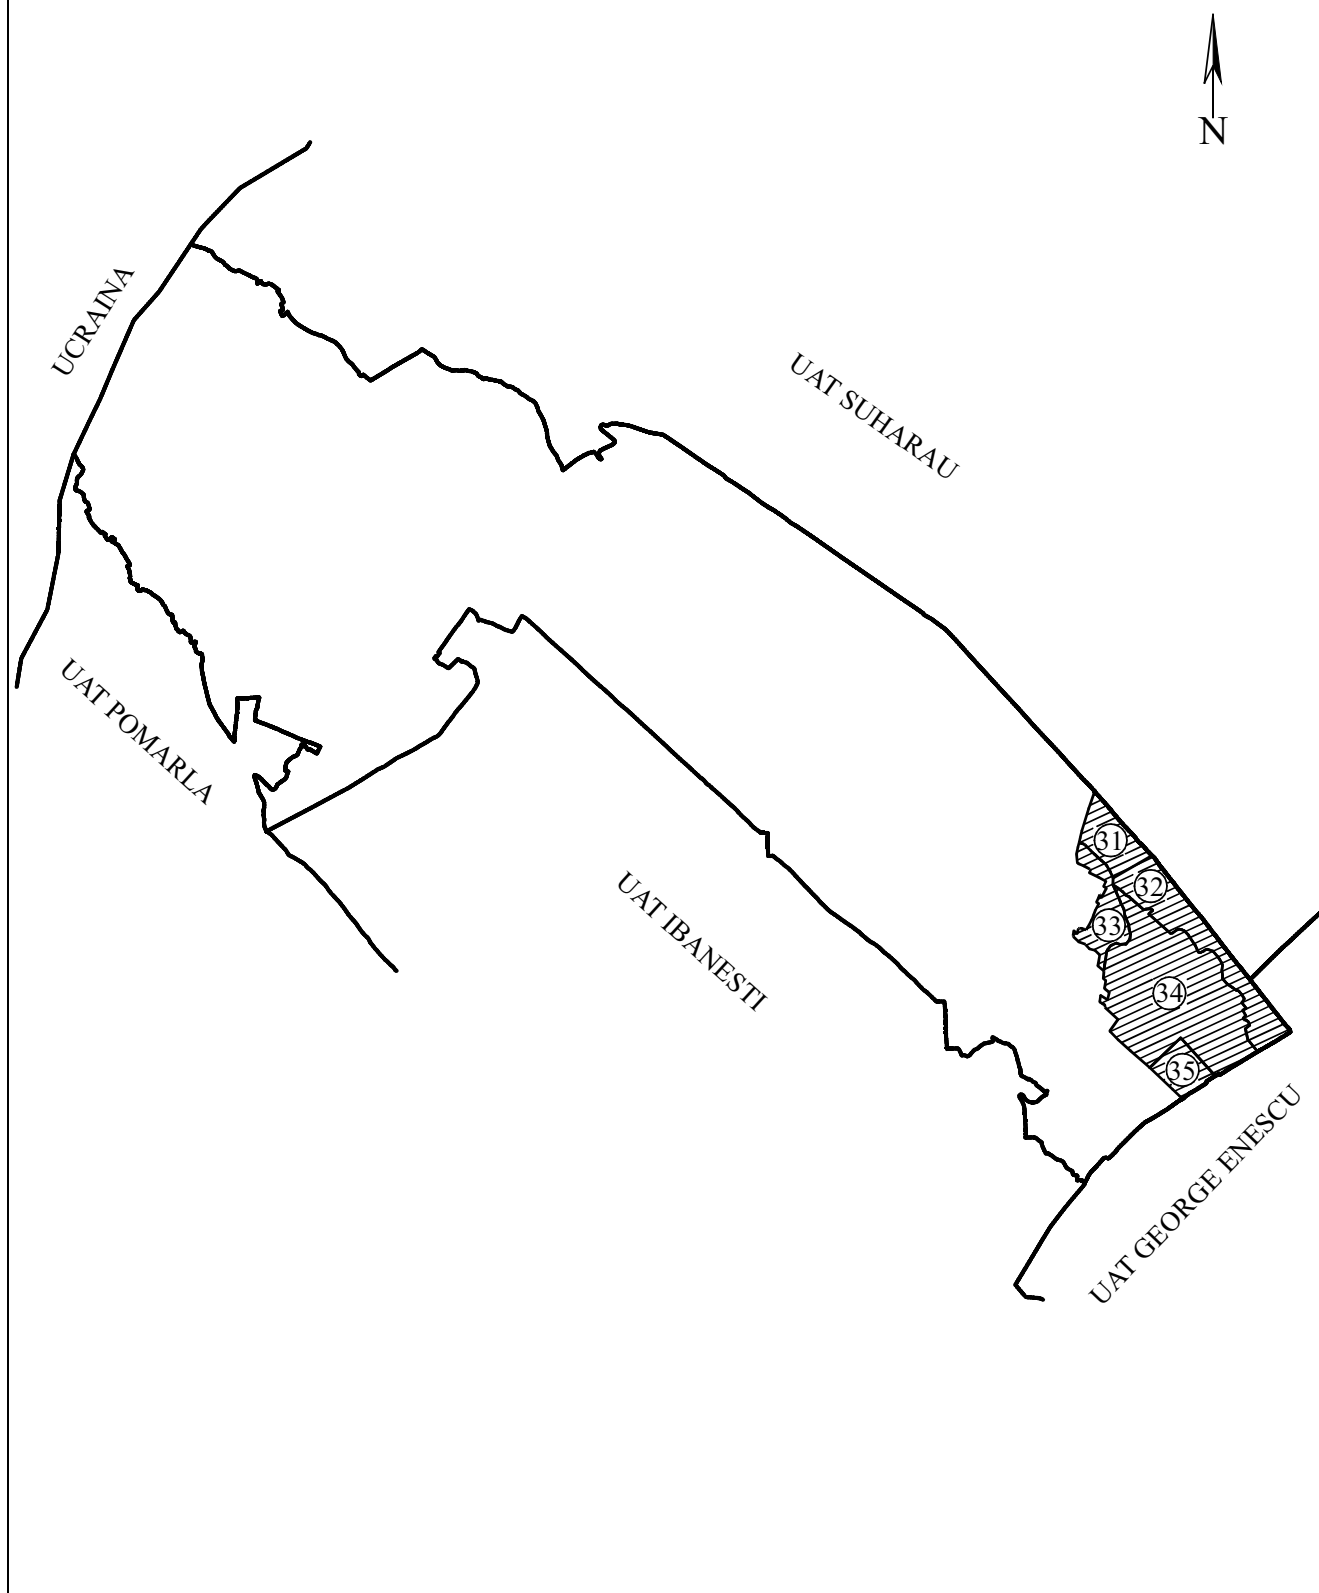 N
UCRAINA
UAT SUHARAU
UAT POMARLA
UAT IBANESTI
31
32
33
34
35
UAT GEORGE ENESCU